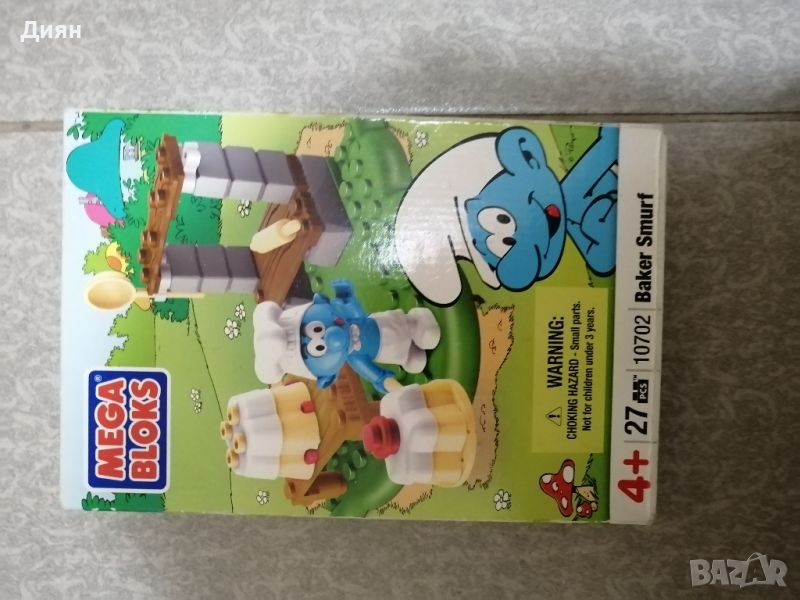 Диян
MEGA
BLOKS®
WARNING:
CHOKING HAZARD - Small parts.
Not for children under 3 years.
4+ 27 PCS™ 10702 Baker Smurf
BAZAR